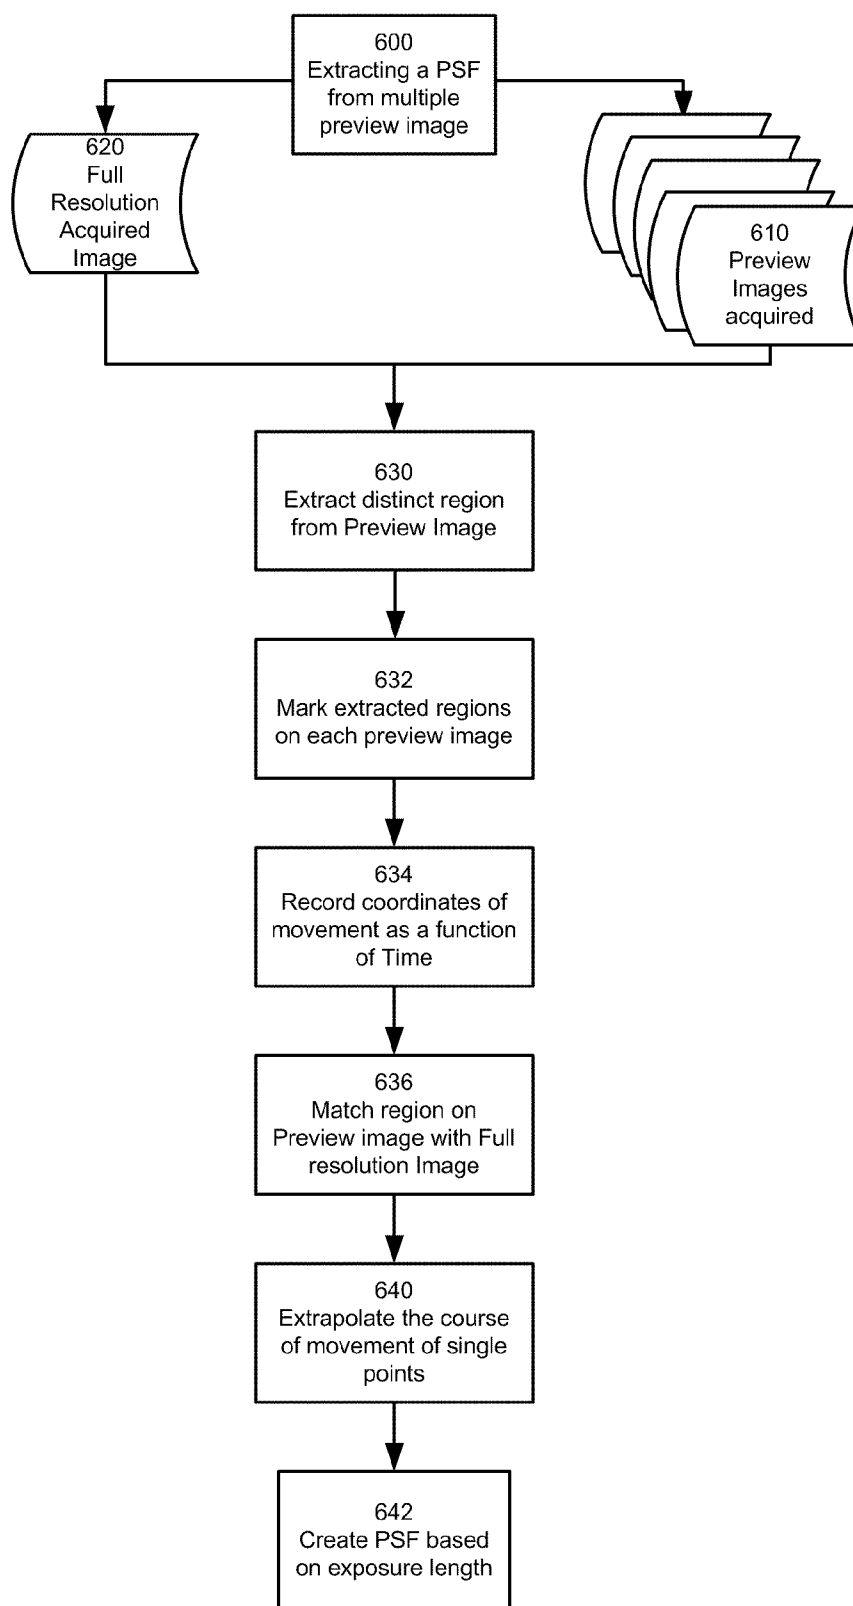 600
Extracting a PSF
from multiple
preview image
620
Full
Resolution
Acquired
Image
610
Preview
Images
acquired
630
Extract distinct region
from Preview Image
632
Mark extracted regions
on each preview image
634
Record coordinates of
movement as a function
of Time
636
Match region on
Preview image with Full
resolution Image
640
Extrapolate the course
of movement of single
points
642
Create PSF based
on exposure length